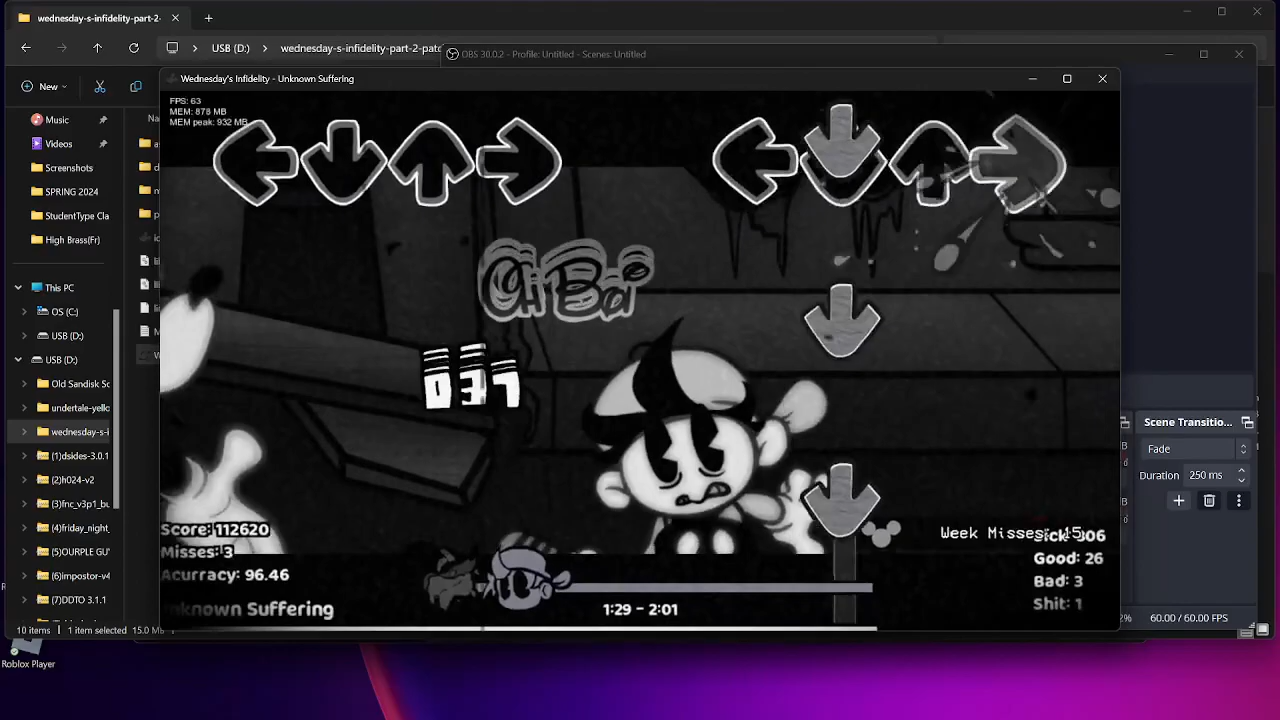 wednesday-s-infidelity-part-2-
USB (D:) > wednesday-s-infidelity-part-2-patc
OBS 30.0.2 - Profile: Untitled - Scenes: Untitled
New
Wednesday's Infidelity - Unknown Suffering
FPS: 63
MEM: 878 MB
MEM peak: 932 MB
Music
Videos
Screenshots
SPRING 2024
StudentType Cla
High Brass(Fr)
This PC
OS (C:)
USB (D:)
USB (D:)
Old Sandisk Sc
undertale-yello
wednesday-s-i
(1)dsides-3.0.1
(2)h024-v2
(3)fnc_v3p1_bu
(4)friday_night_
(5)OURPLE GUY
(6)impostor-v4
(7)DDTO 3.1.1
037
Score: 112620
Misses: 3
Acurracy: 96.46
Unknown Suffering
1:29 - 2:01
Week Misses: 15
Good: 26
Bad: 3
Shit: 1
Scene Transitio...
Fade
Duration 250 ms
60.00 / 60.00 FPS
10 items
1 item selected 15.0 M
Roblox Player